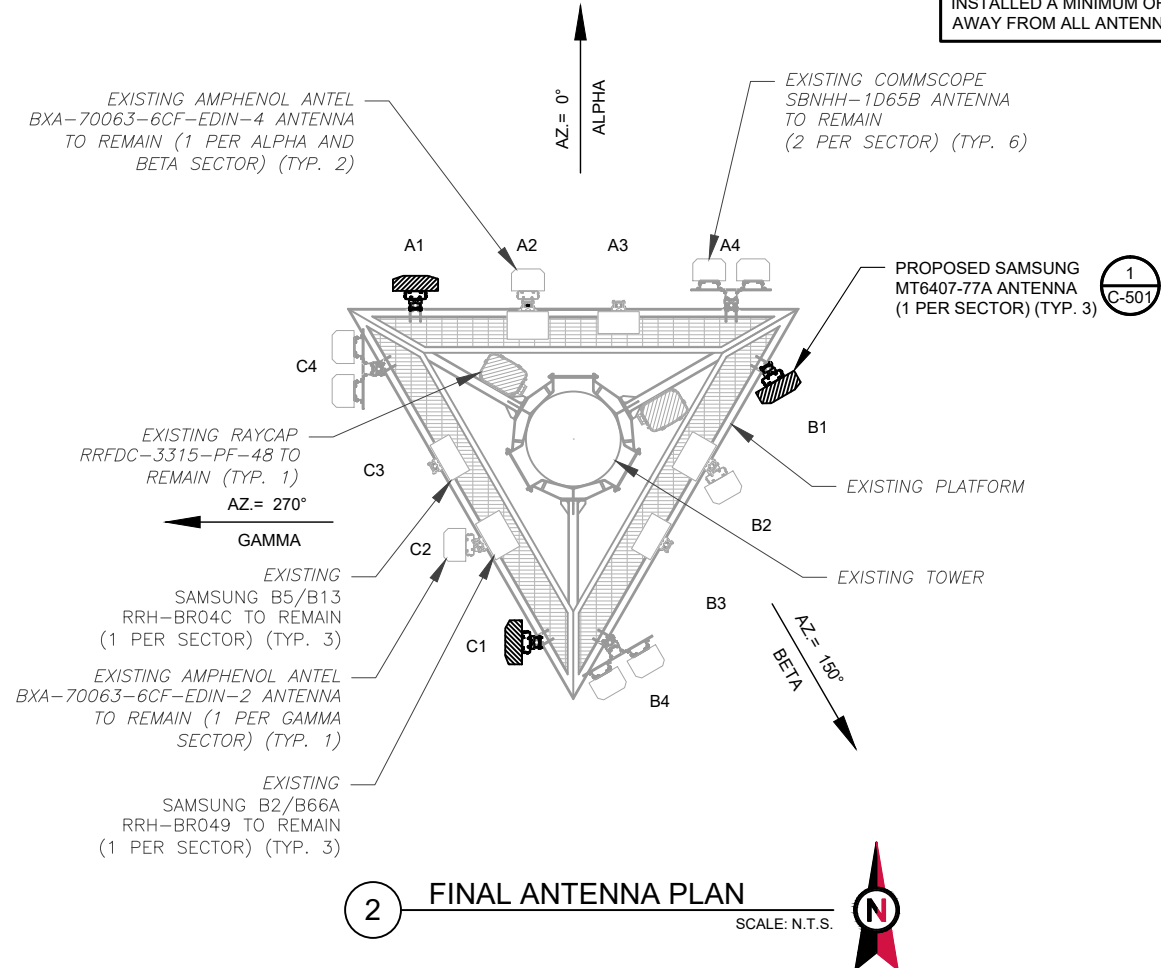 INSTALLED A MINIMUM OF
AWAY FROM ALL ANTENN
AZ.= 0°
ALPHA
EXISTING AMPHENOL ANTEL
BXA-70063-6CF-EDIN-4 ANTENNA
TO REMAIN (1 PER ALPHA AND
BETA SECTOR) (TYP. 2)
EXISTING COMMSCOPE
SBNHH-1D65B ANTENNA
TO REMAIN
(2 PER SECTOR) (TYP. 6)
A1
A2
A3
A4
PROPOSED SAMSUNG
MT6407-77A ANTENNA
(1 PER SECTOR) (TYP. 3)
1
C-501
C4
B1
EXISTING RAYCAP
RRFDC-3315-PF-48 TO
REMAIN (TYP. 1)
C3
EXISTING PLATFORM
AZ.= 270°
GAMMA
B2
C2
EXISTING
SAMSUNG B5/B13
RRH-BR04C TO REMAIN
(1 PER SECTOR) (TYP. 3)
EXISTING TOWER
B3
AZ.= 150°
BETA
C1
EXISTING AMPHENOL ANTEL
BXA-70063-6CF-EDIN-2 ANTENNA
TO REMAIN (1 PER GAMMA
SECTOR) (TYP. 1)
B4
EXISTING
SAMSUNG B2/B66A
RRH-BR049 TO REMAIN
(1 PER SECTOR) (TYP. 3)
2
FINAL ANTENNA PLAN
SCALE: N.T.S.
N